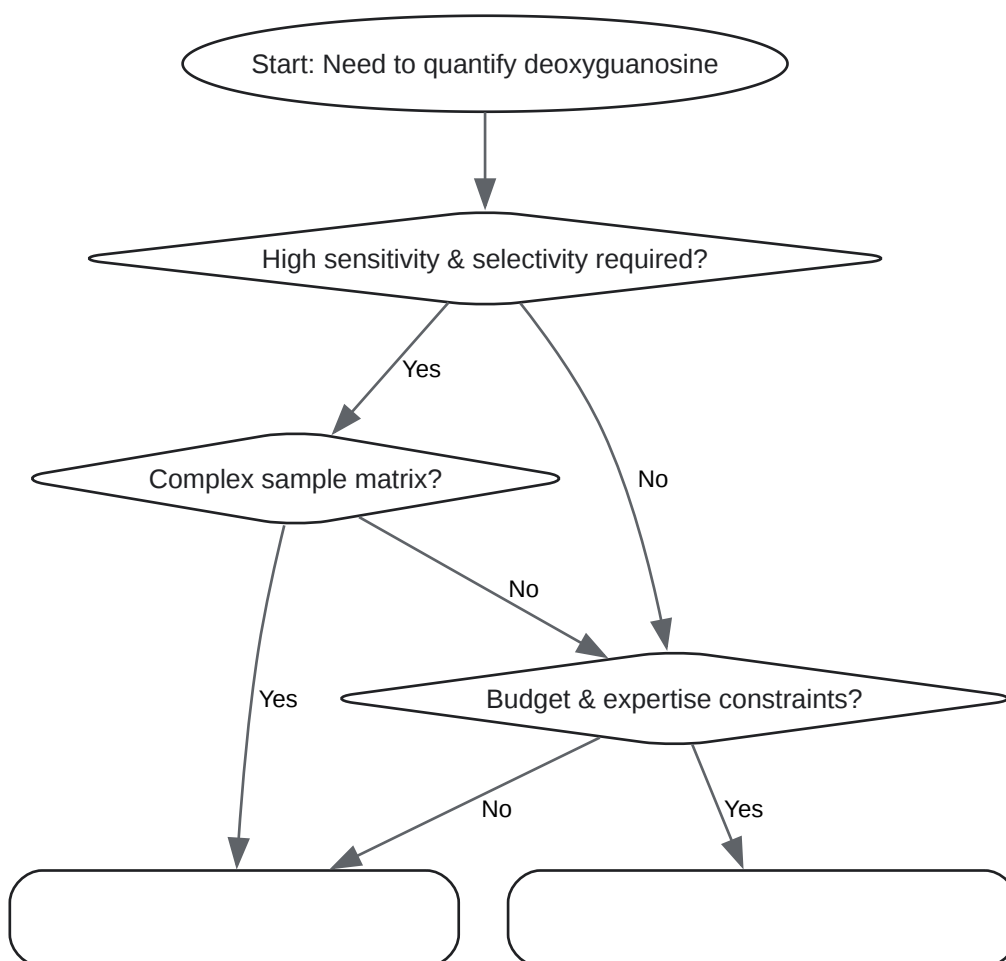 Start: Need to quantify deoxyguanosine
High sensitivity & selectivity required?
Yes
Complex sample matrix?
No
No
Yes
Budget & expertise constraints?
No
Yes